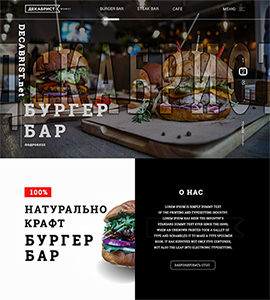 ДЕКАБРИСТ
BURGER BAR
STEAK BAR
CAFE
МЕНЮ
DECABRIST.net
ДЕКАБРИСТ
БУРГЕР
БАР
ПОДРОБНЕЕ
100%
НАТУРАЛЬНО
КРАФТ
БУРГЕР
БАР
О НАС
LOREM IPSUM IS SIMPLY DUMMY TEXT
OF THE PRINTING AND TYPESETTING INDUSTRY
LOREM IPSUM HAS BEEN THE INDUSTRY'S
STANDARD DUMMY TEXT EVER SINCE THE 1500S,
WHEN AN UNKNOWN PRINTER TOOK A GALLEY OF
TYPE AND SCRAMBLED IT TO MAKE A TYPE SPECIMEN
BOOK. IT HAS SURVIVED NOT ONLY FIVE CENTURIES,
BUT ALSO THE LEAP INTO ELECTRONIC TYPESETTING.
ЗАБРОНИРОВАТЬ СТОЛ